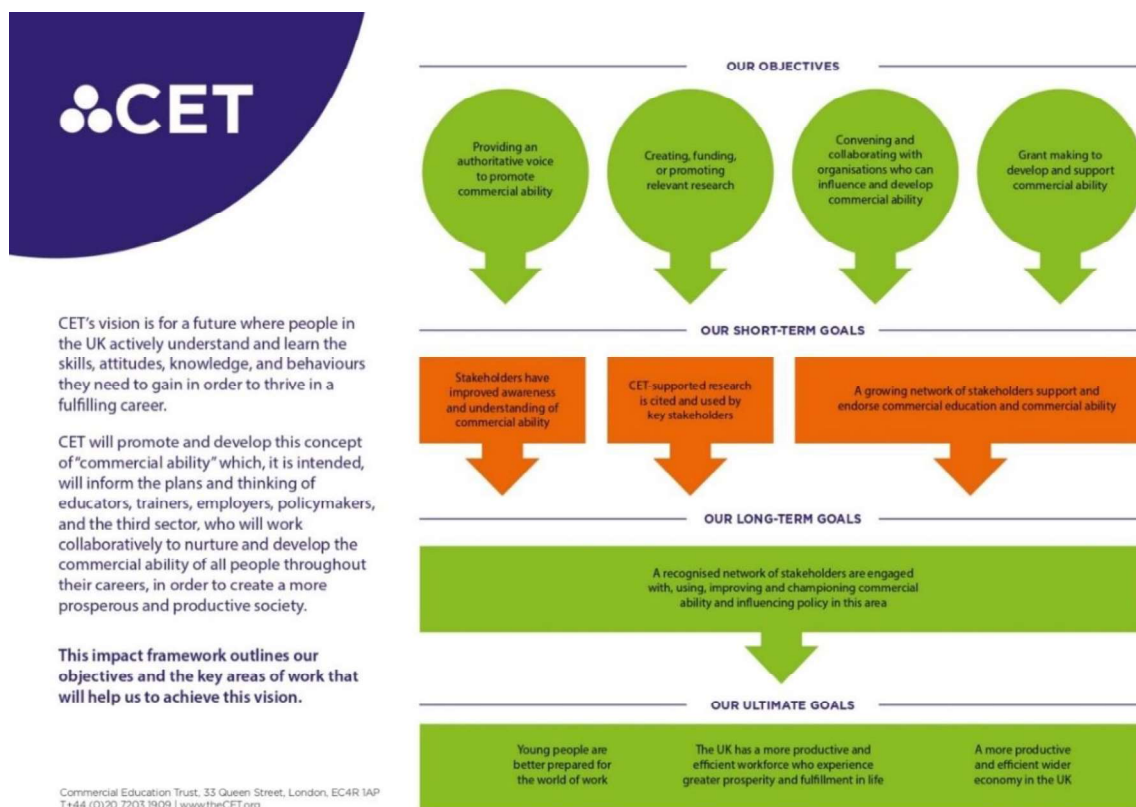 CET
CET's vision is for a future where people in
the UK actively understand and learn the
skills, attitudes, knowledge, and behaviours
they need to gain in order to thrive in a
fulfilling career.
CET will promote and develop this concept
of "commercial ability" which, it is intended,
will inform the plans and thinking of
educators, trainers, employers, policymakers,
and the third sector, who will work
collaboratively to nurture and develop the
commercial ability of all people throughout
their careers, in order to create a more
prosperous and productive society.
This impact framework outlines our
objectives and the key areas of work that
will help us to achieve this vision.
Commercial Education Trust, 33 Queen Street, London, EC4R 1AP
T+44 (0)20 7203 1909 | www.theCET.org
OUR OBJECTIVES
Providing an
authoritative voice
to promote
commercial ability
Creating, funding,
or promoting
relevant research
Convening and
collaborating with
organisations who can
influence and develop
commercial ability
Grant making to
develop and support
commercial ability
OUR SHORT-TERM GOALS
Stakeholders have
improved awareness
and understanding of
commercial ability
CET-supported research
is cited and used by
key stakeholders
A growing network of stakeholders support and
endorse commercial education and commercial ability
OUR LONG-TERM GOALS
A recognised network of stakeholders are engaged
with, using, improving and championing commercial
ability and influencing policy in this area
OUR ULTIMATE GOALS
Young people are
better prepared for
the world of work
The UK has a more productive and
efficient workforce who experience
greater prosperity and fulfillment in life
A more productive
and efficient wider
economy in the UK